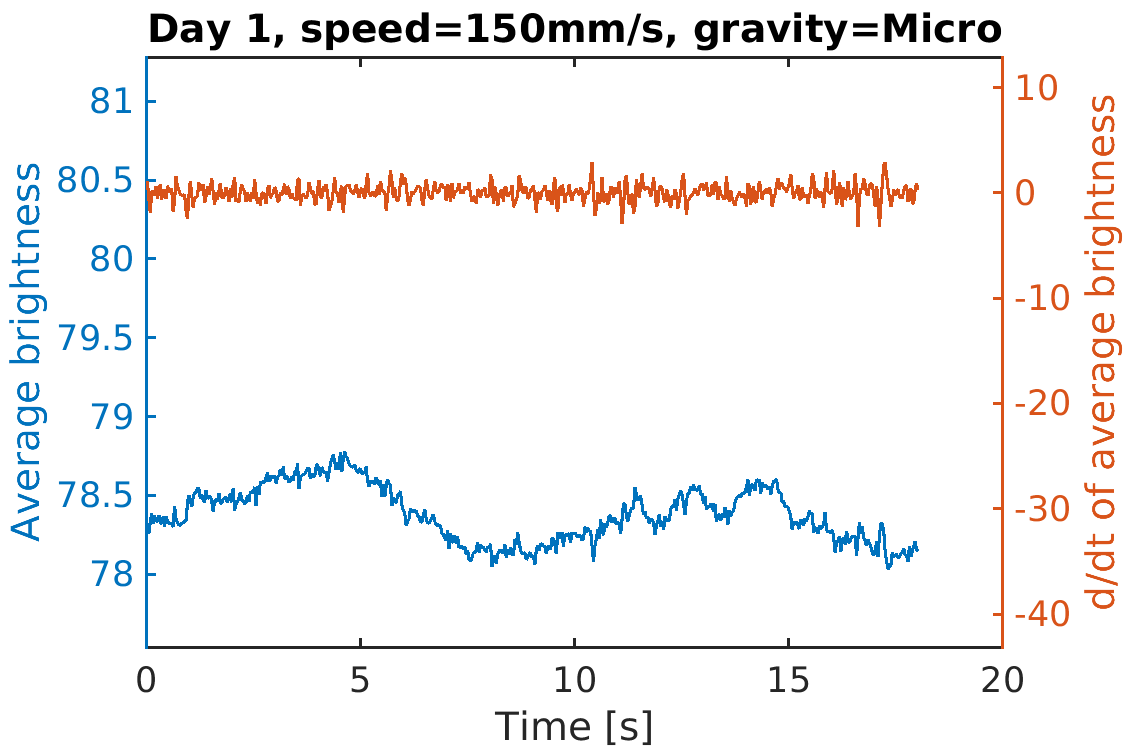 Day 1, speed=150mm/s, gravity=Micro
Average brightness
81
80.5
80
79.5
79
78.5
78
10
0
-10
-20
-30
-40
d/dt of average brightness
0 5 10 15 20
Time [s]